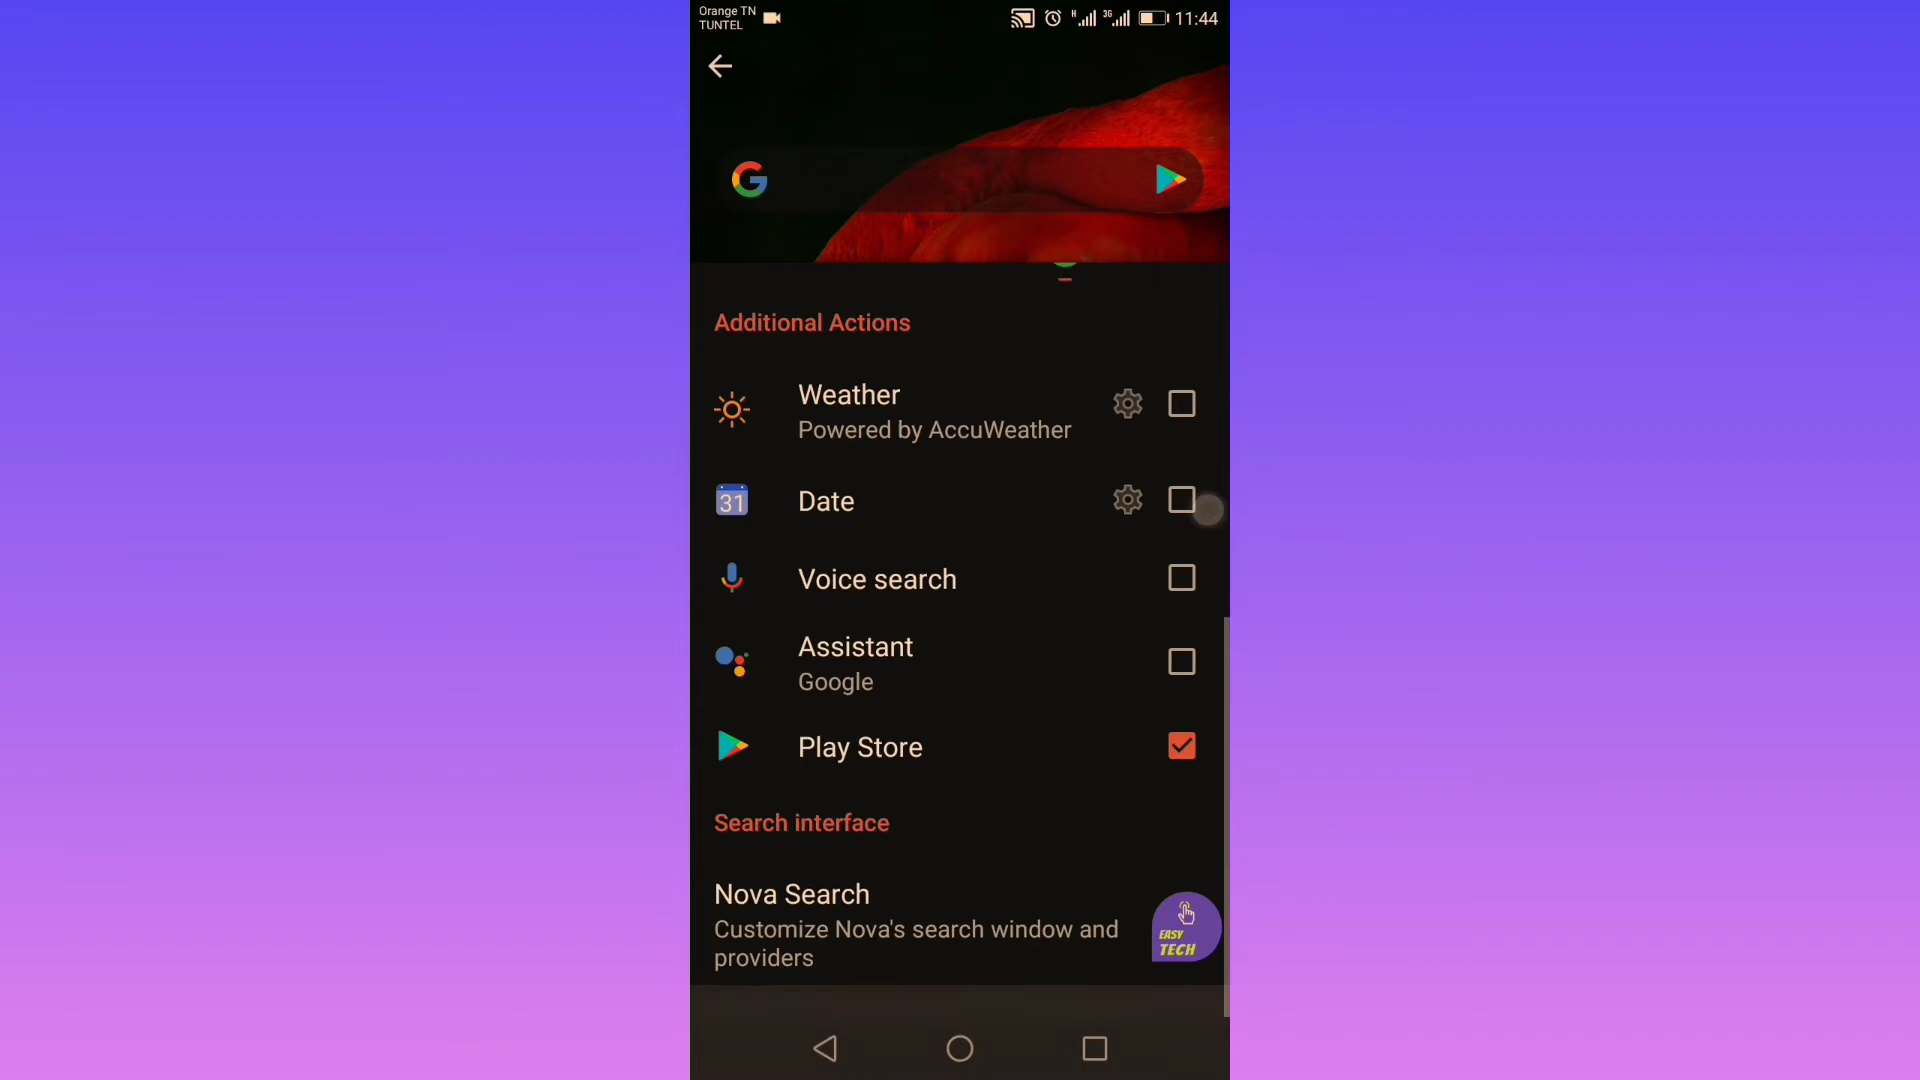 Orange TN
TUNTEL
H
3G
11:44
Additional Actions
Weather
Powered by AccuWeather
31
Date
Voice search
Assistant
Google
Play Store
Search interface
Nova Search
Customize Nova's search window and
providers
EASY
TECH